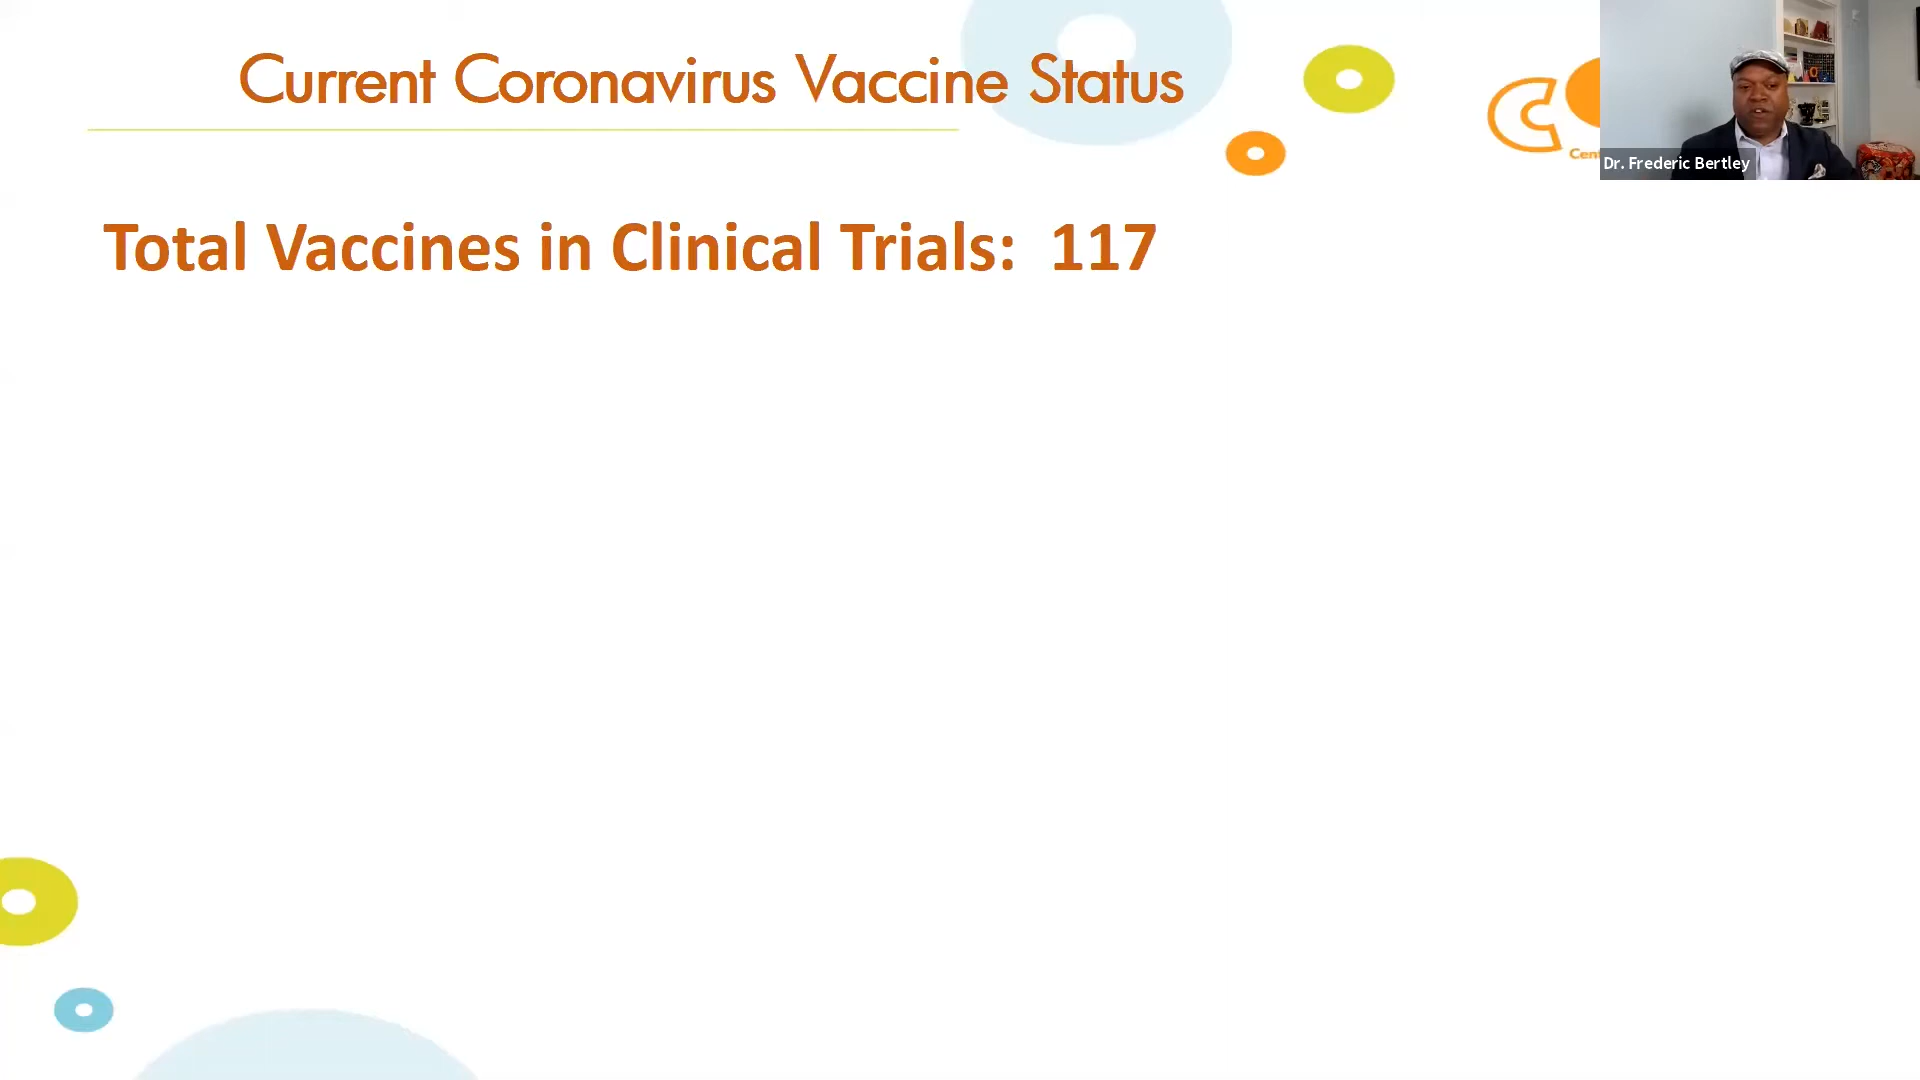 Current Coronavirus Vaccine Status
Total Vaccines in Clinical Trials: 117
Dr. Frederic Bertley